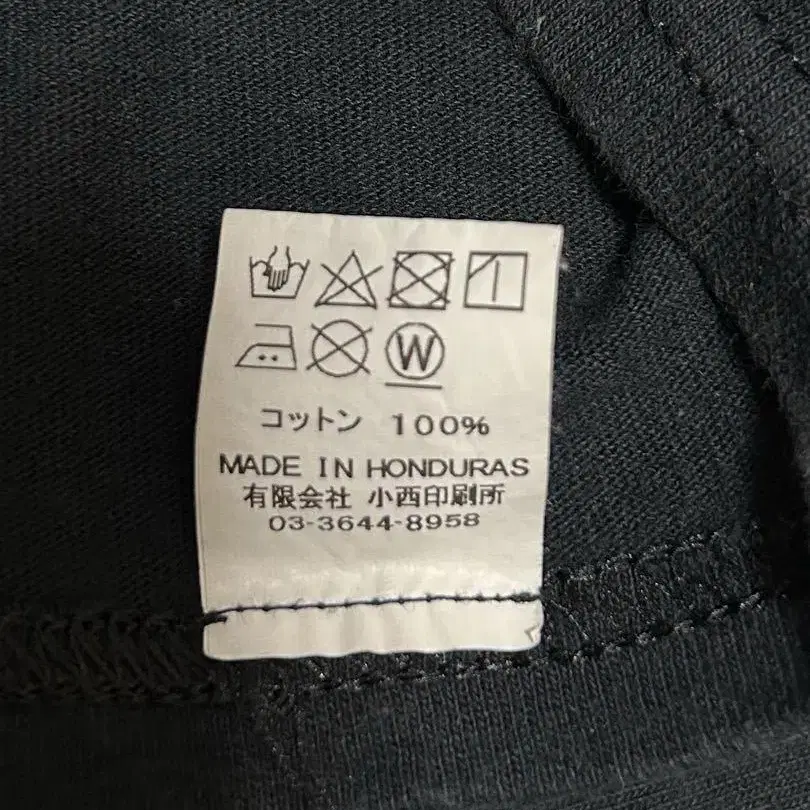 W
コットン 100%
MADE IN HONDURAS
有限会社 小西印刷所
03-3644-8958